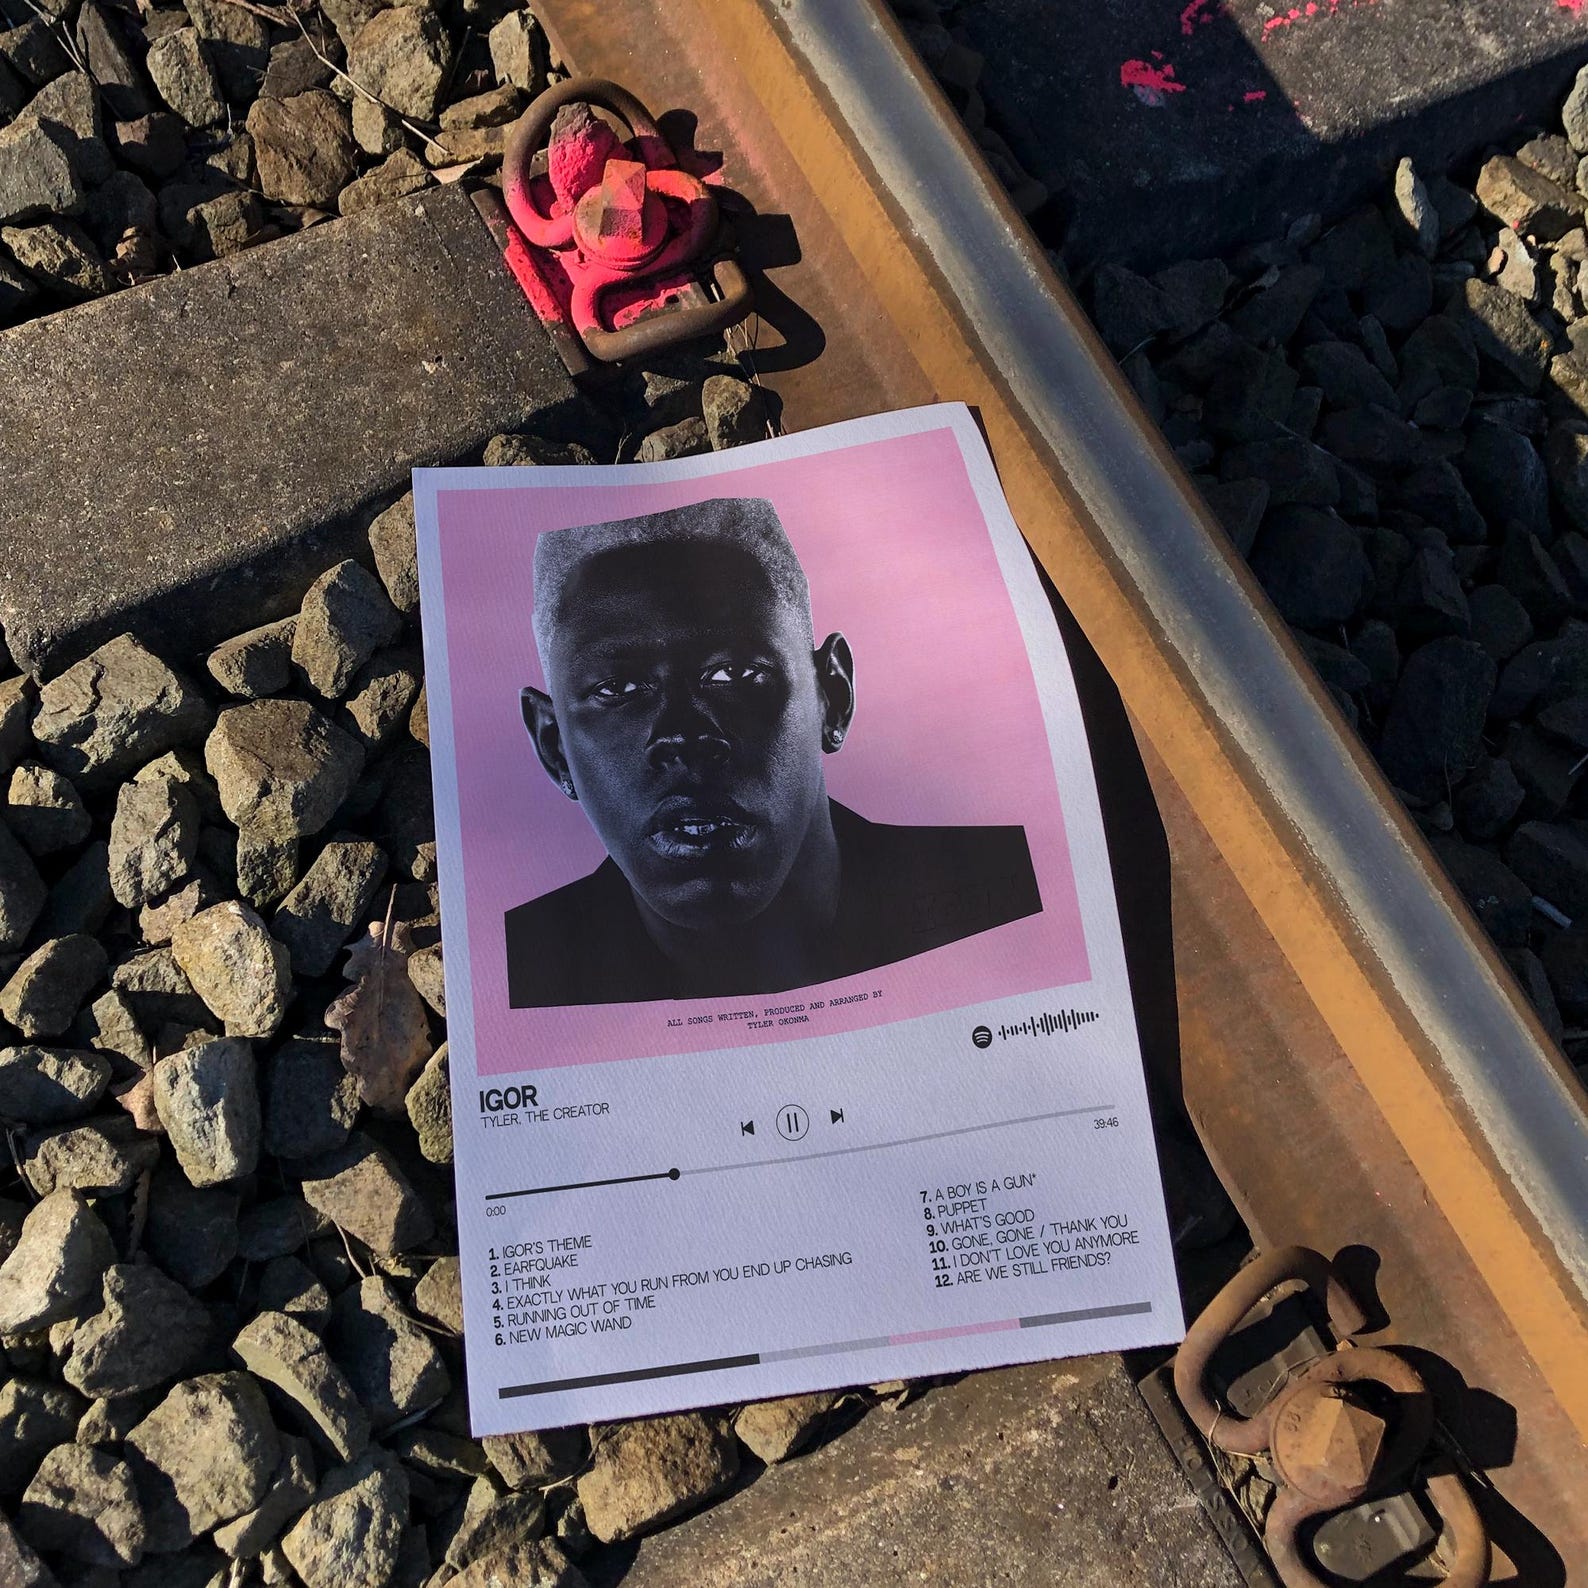 ALL SONGS WRITTEN, PRODUCED AND ARRANGED BY
TYLER OKONMA
IGOR
TYLER, THE CREATOR
0:00
39:46
1. IGOR'S THEME
2. EARFQUAKE
3. I THINK
4. EXACTLY WHAT YOU RUN FROM YOU END UP CHASING
5. RUNNING OUT OF TIME
6. NEW MAGIC WAND
7. A BOY IS A GUN*
8. PUPPET
9. WHAT'S GOOD
10. GONE, GONE / THANK YOU
11. I DON'T LOVE YOU ANYMORE
12. ARE WE STILL FRIENDS?